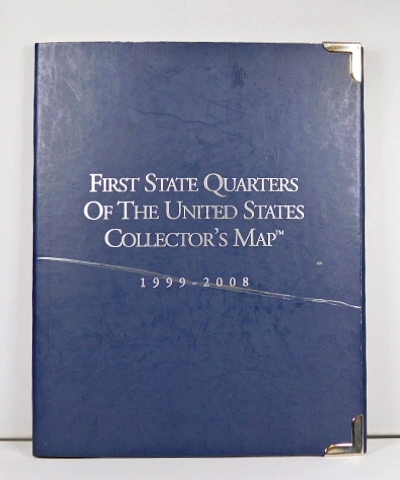 First State Quarters
Of The United States
Collector's Map™
1999-2008